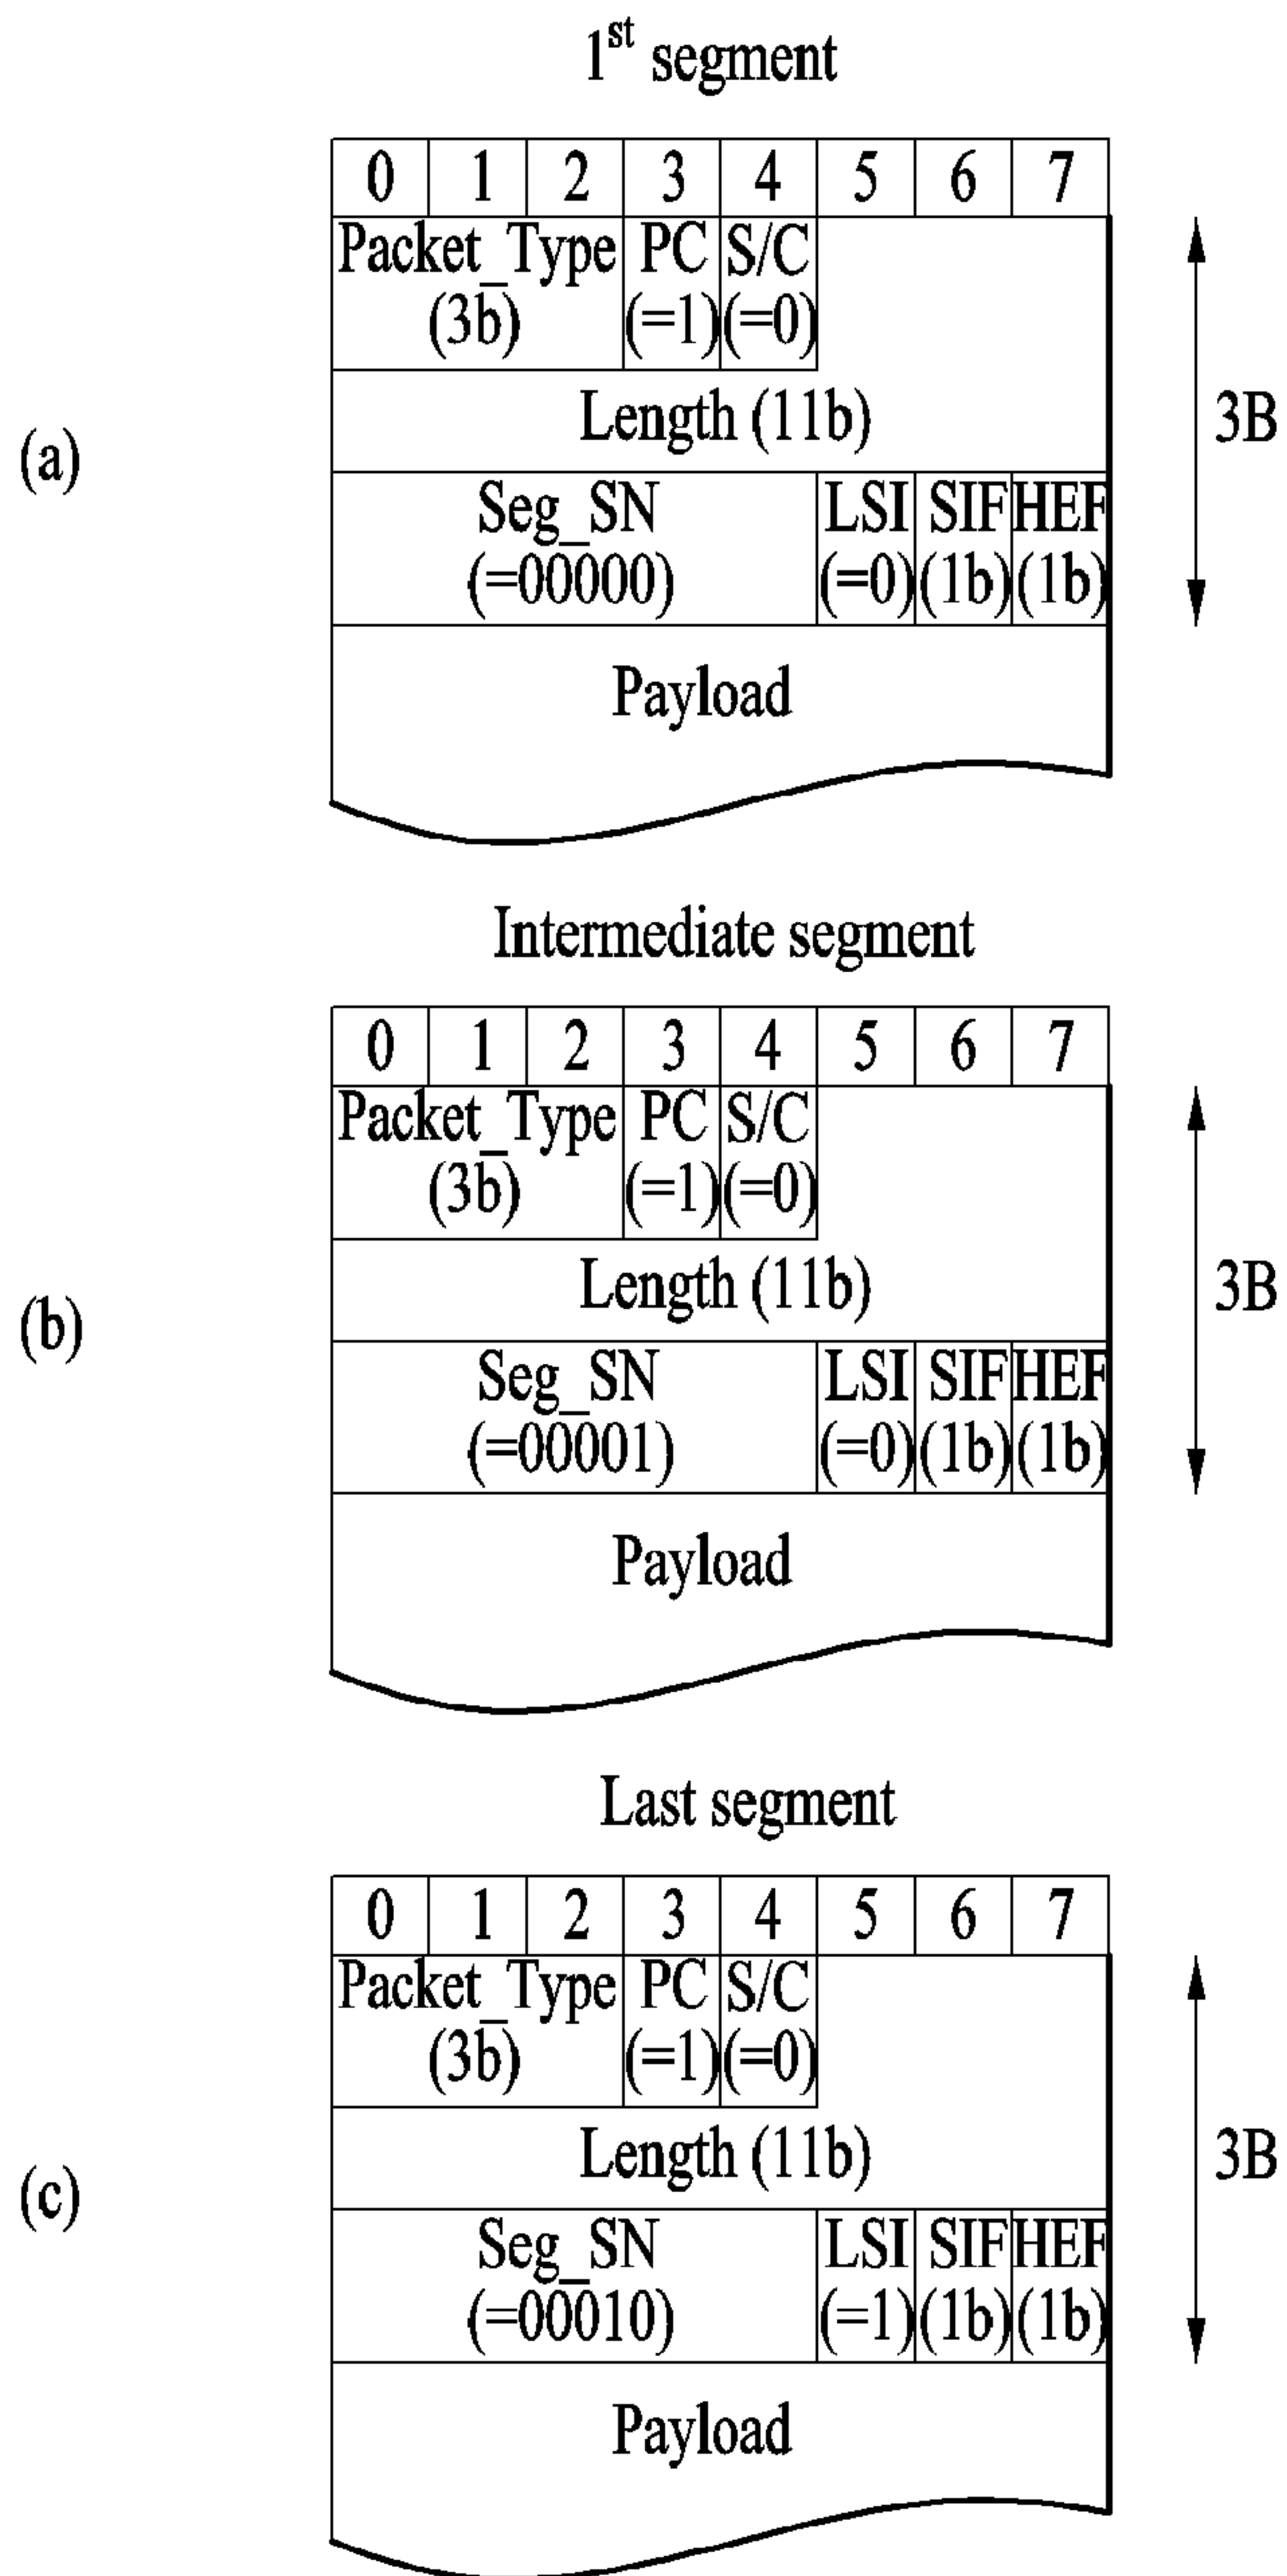 1st segment
0 1 2 3 4 5 6 7
Packet_Type PC S/C
(3b) (=1) (=0)
Length (11b)
3B
(a)
Seg_SN LSI SIF HEF
(=00000) (=0) (1b) (1b)
Payload
Intermediate segment
0 1 2 3 4 5 6 7
Packet_Type PC S/C
(3b) (=1) (=0)
Length (11b)
3B
(b)
Seg_SN LSI SIF HEF
(=00001) (=0) (1b) (1b)
Payload
Last segment
0 1 2 3 4 5 6 7
Packet_Type PC S/C
(3b) (=1) (=0)
Length (11b)
3B
(c)
Seg_SN LSI SIF HEF
(=00010) (=1) (1b) (1b)
Payload